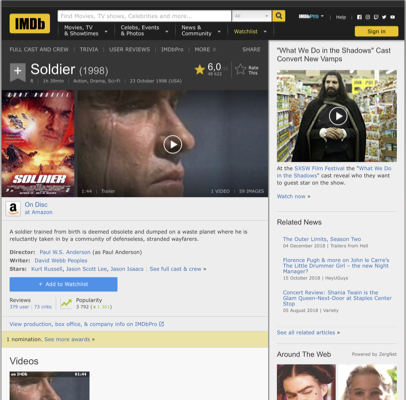 IMDb
Find Movies, TV shows, Celebrities and more...
All
IMDbPro
Help
Movies, TV
& Showtimes
Celebs, Events
& Photos
News &
Community
Watchlist
Sign in
FULL CAST AND CREW | TRIVIA | USER REVIEWS | IMDbPro | MORE
SHARE
Soldier (1998)
6,0
Rate
This
1h 39min | Action, Drama, Sci-Fi | 23 October 1998 (USA)
SOLDIER
1:44 | Trailer
1 VIDEO | 59 IMAGES
On Disc
at Amazon
A soldier trained from birth is deemed obsolete and dumped on a waste planet where he is
reluctantly taken in by a community of defenseless, stranded wayfarers.
Director: Paul W.S. Anderson (as Paul Anderson)
Writer: David Webb Peoples
Stars: Kurt Russell, Jason Scott Lee, Jason Isaacs | See full cast & crew »
+ Add to Watchlist
Reviews
379 user | 73 critic
Popularity
3 792
View production, box office, & company info on IMDbPro
1 nomination. See more awards »
Videos
on IMDb
01:44
"What We Do in the Shadows" Cast
Convert New Vamps
At the SXSW Film Festival the "What We
Do in the Shadows" cast reveal who they
want to guest star on the show.
Watch now »
Related News
The Outer Limits, Season Two
04 December 2018 | Trailers from Hell
Florence Pugh & more on John le Carre's
The Little Drummer Girl – the new Night
Manager?
15 October 2018 | HeyUGuys
Concert Review: Shania Twain is the
Glam Queen-Next-Door at Staples Center
Stop
05 August 2018 | Variety
See all related articles »
Around The Web
Powered by ZergNet